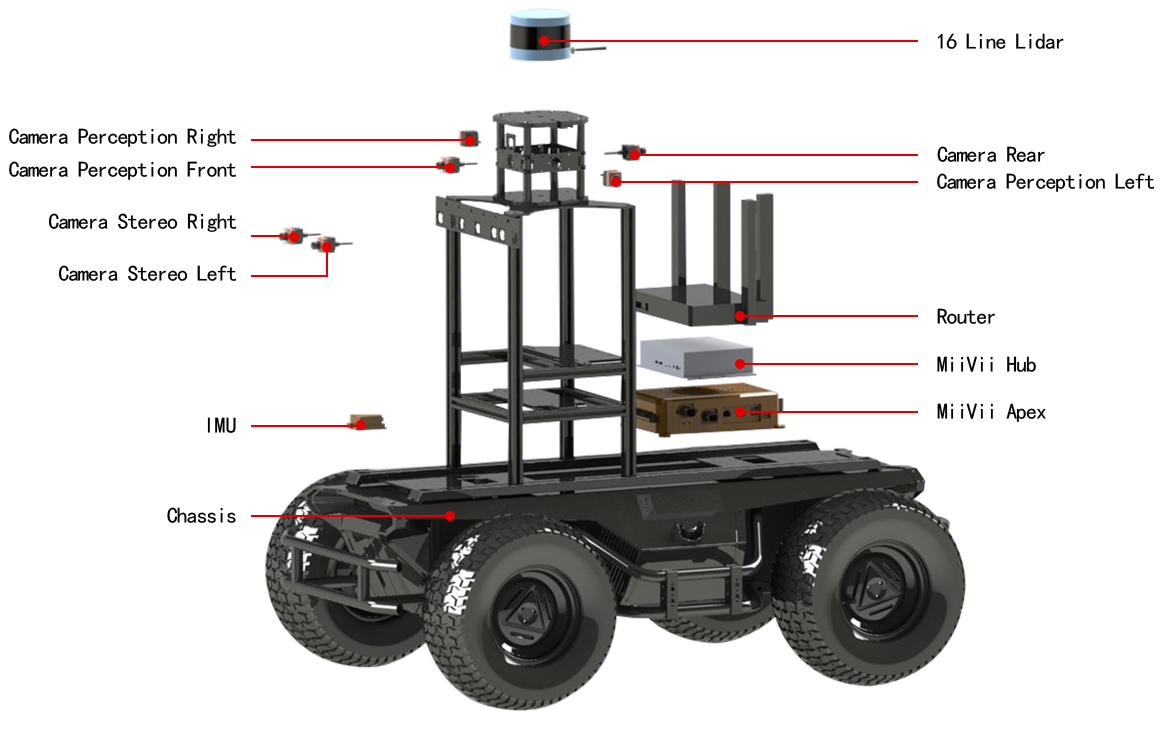 16 Line Lidar
Camera Perception Right
Camera Perception Front
Camera Rear
Camera Perception Left
Camera Stereo Right
Camera Stereo Left
Router
MiiVii Hub
MiiVii Apex
IMU
Chassis